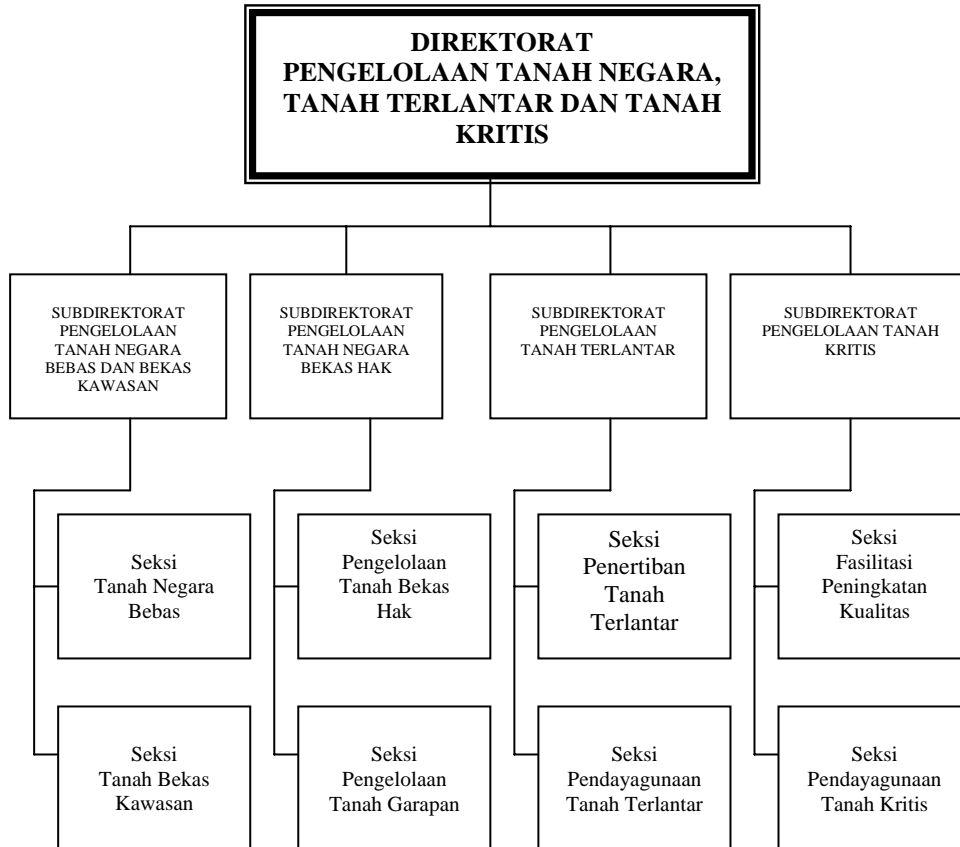 DIREKTORAT
PENGELOLAAN TANAH NEGARA,
TANAH TERLANTAR DAN TANAH
KRITIS
SUBDIREKTORAT
PENGELOLAAN
TANAH NEGARA
BEBAS DAN BEKAS
KAWASAN
SUBDIREKTORAT
PENGELOLAAN
TANAH NEGARA
BEKAS HAK
SUBDIREKTORAT
PENGELOLAAN
TANAH TERLANTAR
SUBDIREKTORAT
PENGELOLAAN TANAH
KRITIS
Seksi
Tanah Negara
Bebas
Seksi
Pengelolaan
Tanah Bekas
Hak
Seksi
Penertiban
Tanah
Terlantar
Seksi
Fasilitasi
Peningkatan
Kualitas
Seksi
Tanah Bekas
Kawasan
Seksi
Pengelolaan
Tanah Garapan
Seksi
Pendayagunaan
Tanah Terlantar
Seksi
Pendayagunaan
Tanah Kritis